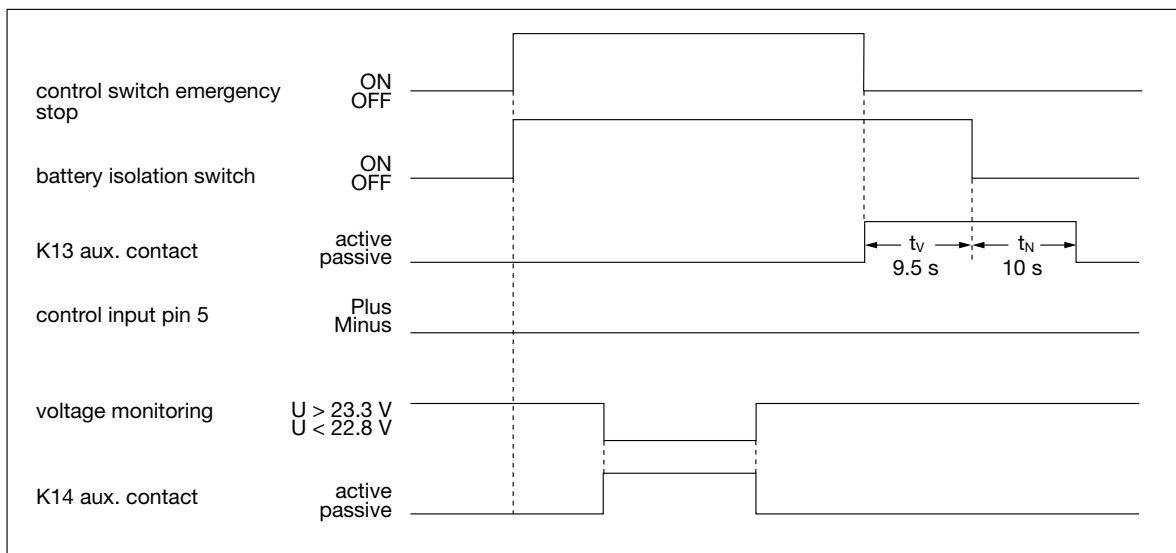 control switch emergency
stop
ON
OFF
battery isolation switch
ON
OFF
K13 aux. contact
active
passive
tV
9.5 s
tN
10 s
control input pin 5
Plus
Minus
voltage monitoring
U > 23.3 V
U < 22.8 V
K14 aux. contact
active
passive